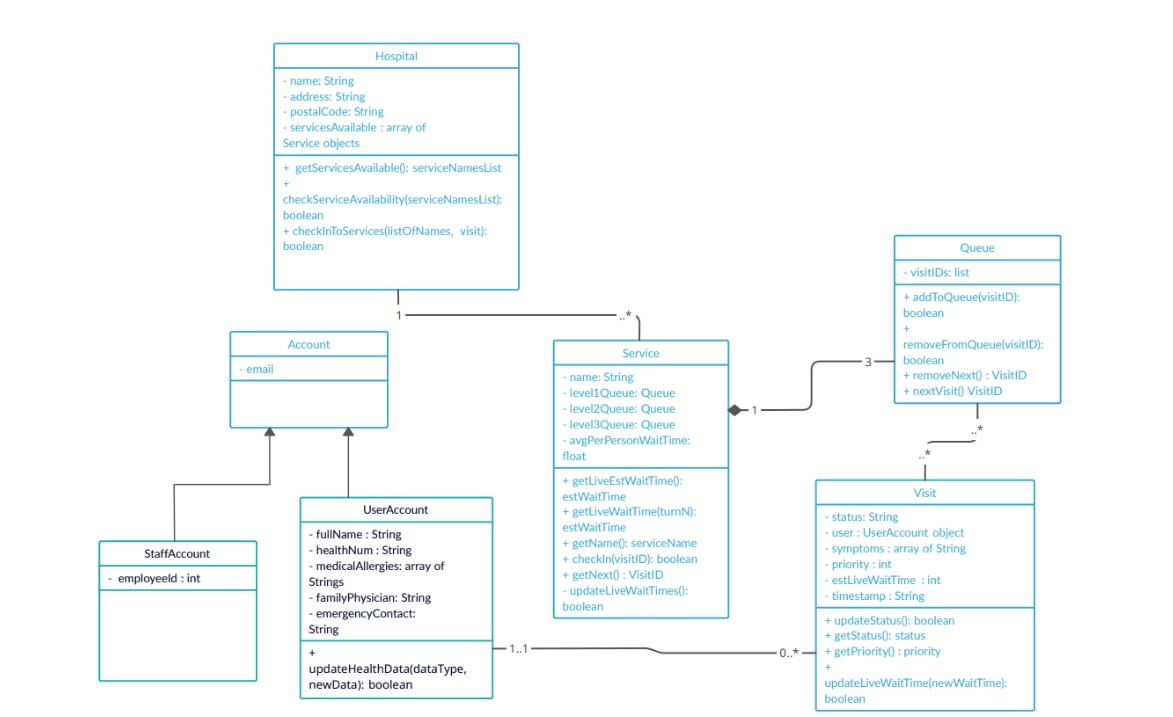 Hospital
- name: String
- address: String
- postalCode: String
- servicesAvailable : array of
Service objects
+ getServicesAvailable(): serviceNamesList
+
checkServiceAvailability(serviceNamesList):
boolean
+ checkInToServices(listOfNames, visit):
boolean
1
..*
Account
- email
StaffAccount
- employeeId : int
UserAccount
- fullName : String
- healthNum : String
- medicalAllergies: array of
Strings
- familyPhysician: String
- emergencyContact:
String
+
updateHealthData(dataType,
newData): boolean
1..1
0..*
Service
- name: String
- level1Queue: Queue
- level2Queue: Queue
- level3Queue: Queue
- avgPerPersonWaitTime:
float
+ getLiveEstWaitTime():
estWaitTime
+ getLiveWaitTime(turnN):
estWaitTime
+ getName(): serviceName
+ checkIn(visitID): boolean
+ getNext() : VisitID
- updateLiveWaitTimes():
boolean
1
3
Queue
- visitIDs: list
+ addToQueue(visitID):
boolean
+
removeFromQueue(visitID):
boolean
+ removeNext() : VisitID
+ nextVisit() VisitID
..*
..*
Visit
- status: String
- user : UserAccount object
- symptoms : array of String
- priority : int
- estLiveWaitTime : int
- timestamp : String
+ updateStatus(): boolean
+ getStatus(): status
+ getPriority() : priority
+
updateLiveWaitTime(newWaitTime):
boolean